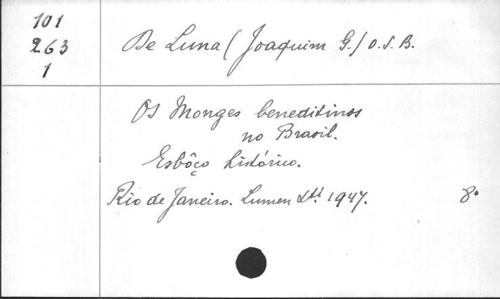 101
263
1
De Luna (Joaquim G.) O.S.B.
Os Monges beneditinos
no Brasil.
Esbôço histórico.
Rio de Janeiro. Lumen Ltd. 1947. 8°